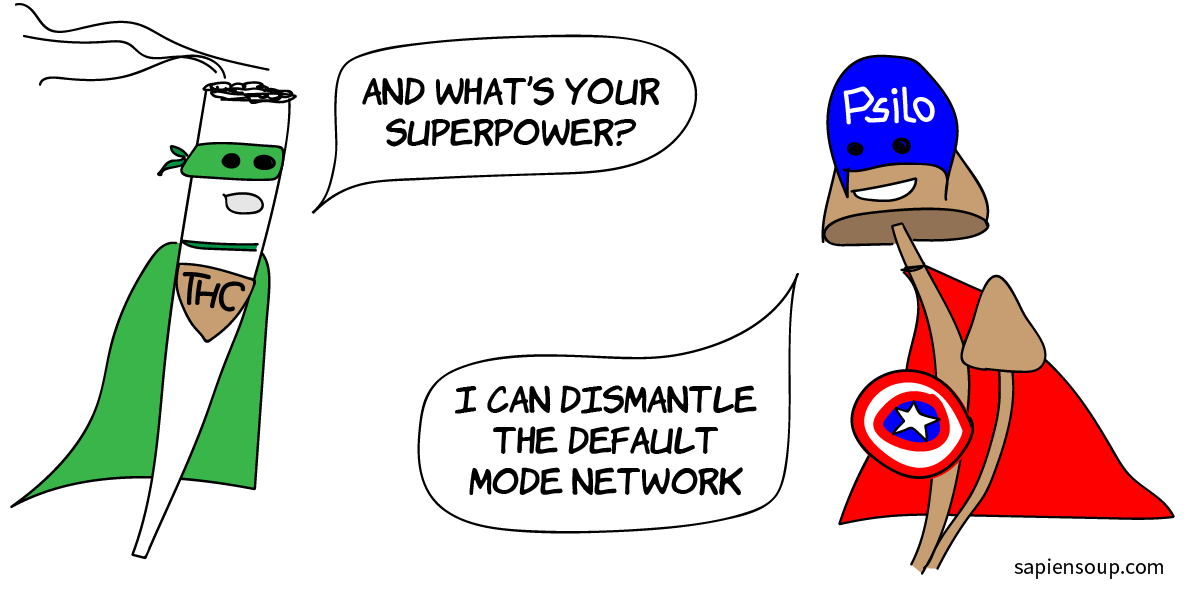 AND WHAT'S YOUR
SUPERPOWER?
Psilo
THC
I CAN DISMANTLE
THE DEFAULT
MODE NETWORK
sapiensoup.com